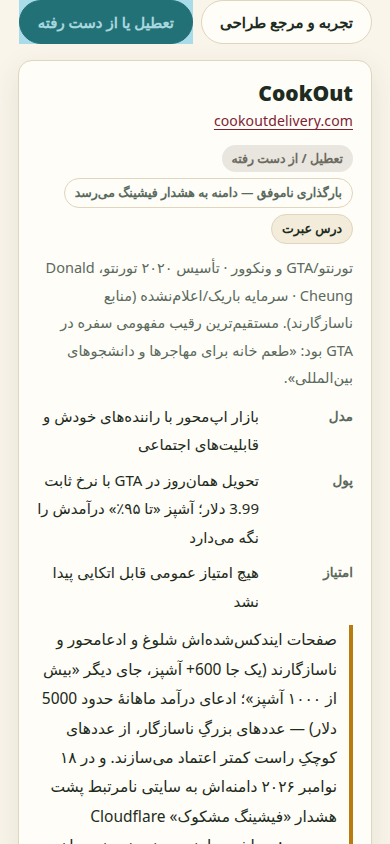 تجربه و مرجع طراحی
تعطیل یا از دست رفته
CookOut
cookoutdelivery.com
تعطیل / از دست رفته
بارگذاری ناموفق — دامنه به هشدار فیشینگ می‌رسد
درس عبرت
تورنتو/GTA و ونکوور · تأسیس ۲۰۲۰ تورنتو، Donald
Cheung · سرمایه باریک/اعلام‌نشده (منابع
ناسازگارند). مستقیم‌ترین رقیب مفهومی سفره در
GTA بود: «طعم خانه برای مهاجرها و دانشجوهای
بین‌المللی».
مدل
بازار اپ‌محور با راننده‌های خودش و
قابلیت‌های اجتماعی
پول
تحویل همان‌روز در GTA با نرخ ثابت
3.99 دلار؛ آشپز «تا ۹۵٪» درآمدش را
نگه می‌دارد
امتیاز
هیچ امتیاز عمومی قابل اتکایی پیدا
نشد
صفحات ایندکس‌شده‌اش شلوغ و ادعامحور و
ناسازگارند (یک جا 600+ آشپز، جای دیگر «بیش
از ۱۰۰۰ آشپز»؛ ادعای درآمد ماهانهٔ حدود 5000
دلار) — عددهای بزرگِ ناسازگار، از عددهای
کوچکِ راست کمتر اعتماد می‌سازند. و در ۱۸
نوامبر ۲۰۲۶ دامنه‌اش به سایتی نامرتبط پشت
هشدار «فیشینگ مشکوک» Cloudflare